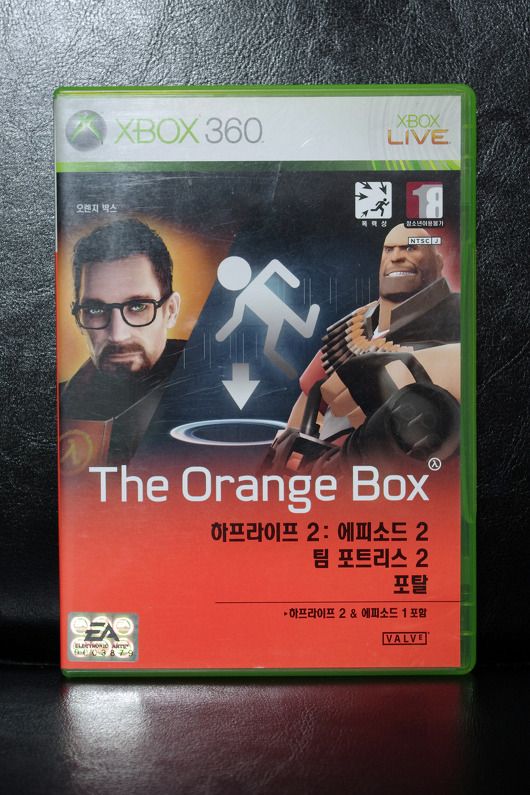 XBOX 360
XBOX
LIVE
오렌지 박스
폭력성
18
청소년이용불가
NTSC J
The Orange Box
하프라이프 2: 에피소드 2
팀 포트리스 2
포탈
▸하프라이프 2 & 에피소드 1 포함
EA
ELECTRONIC ARTS
903879
VALVE